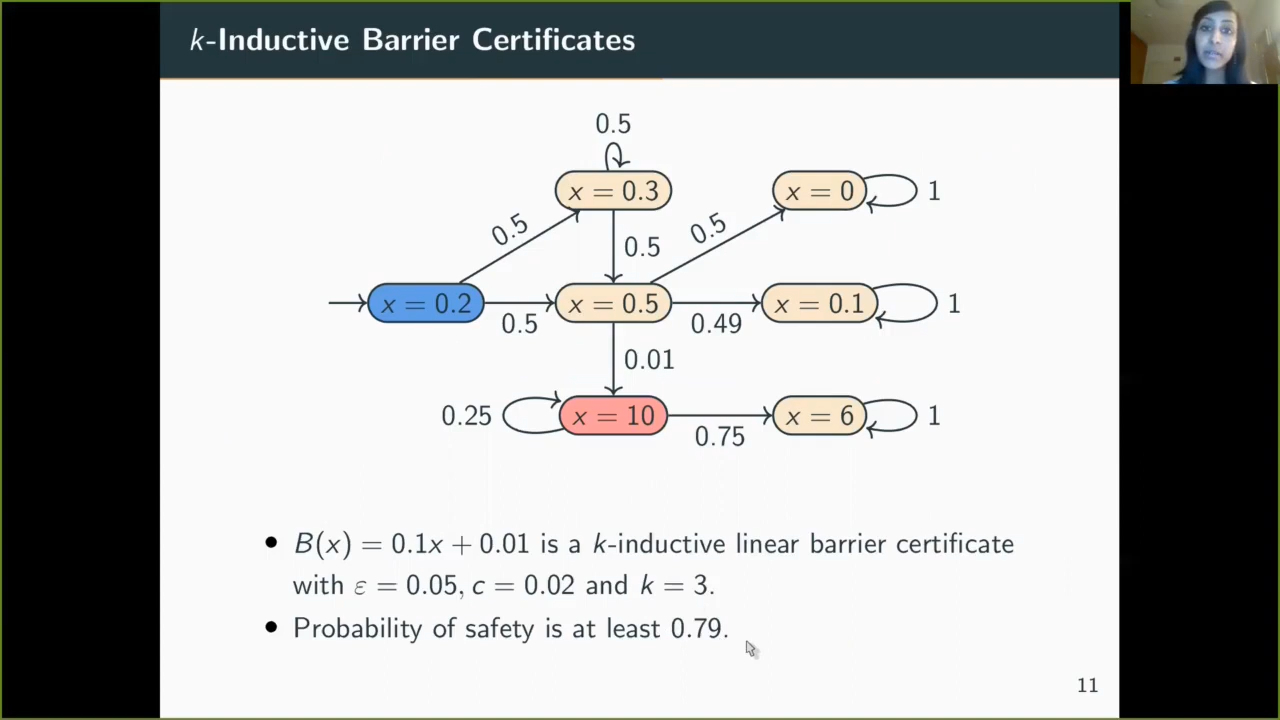 k-Inductive Barrier Certificates
0.5
x = 0.3
x = 0
1
0.5
0.5
0.5
x = 0.2
x = 0.5
x = 0.1
1
0.5
0.49
0.01
0.25
x = 10
x = 6
1
0.75
• B(x) = 0.1x + 0.01 is a k-inductive linear barrier certificate
with ε = 0.05, c = 0.02 and k = 3.
• Probability of safety is at least 0.79.
11